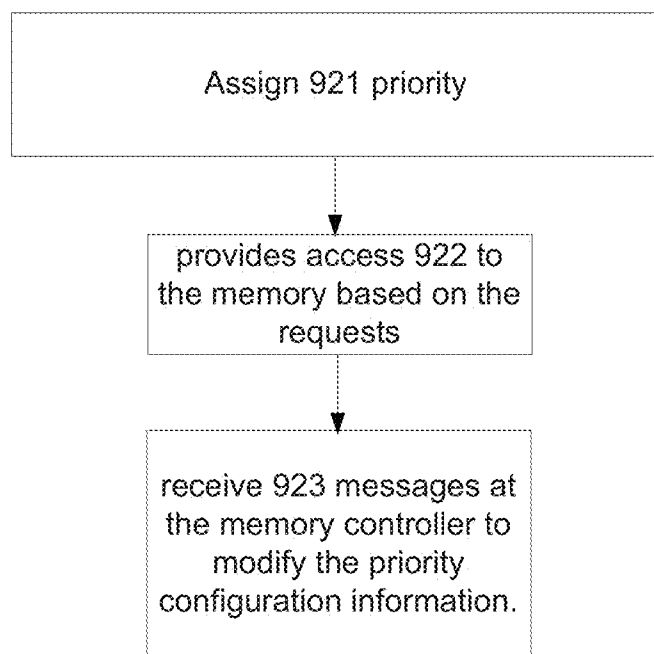 Assign 921 priority
provides access 922 to
the memory based on the
requests
receive 923 messages at
the memory controller to
modify the priority
configuration information.